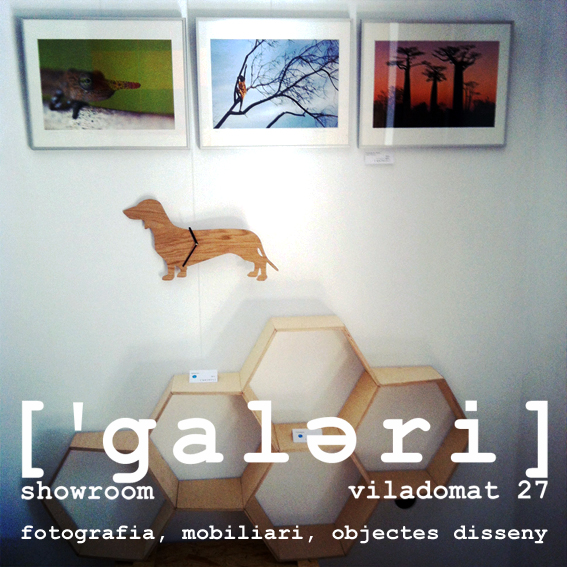 ['galəri]
showroom viladomat 27
fotografia, mobiliari, objectes disseny